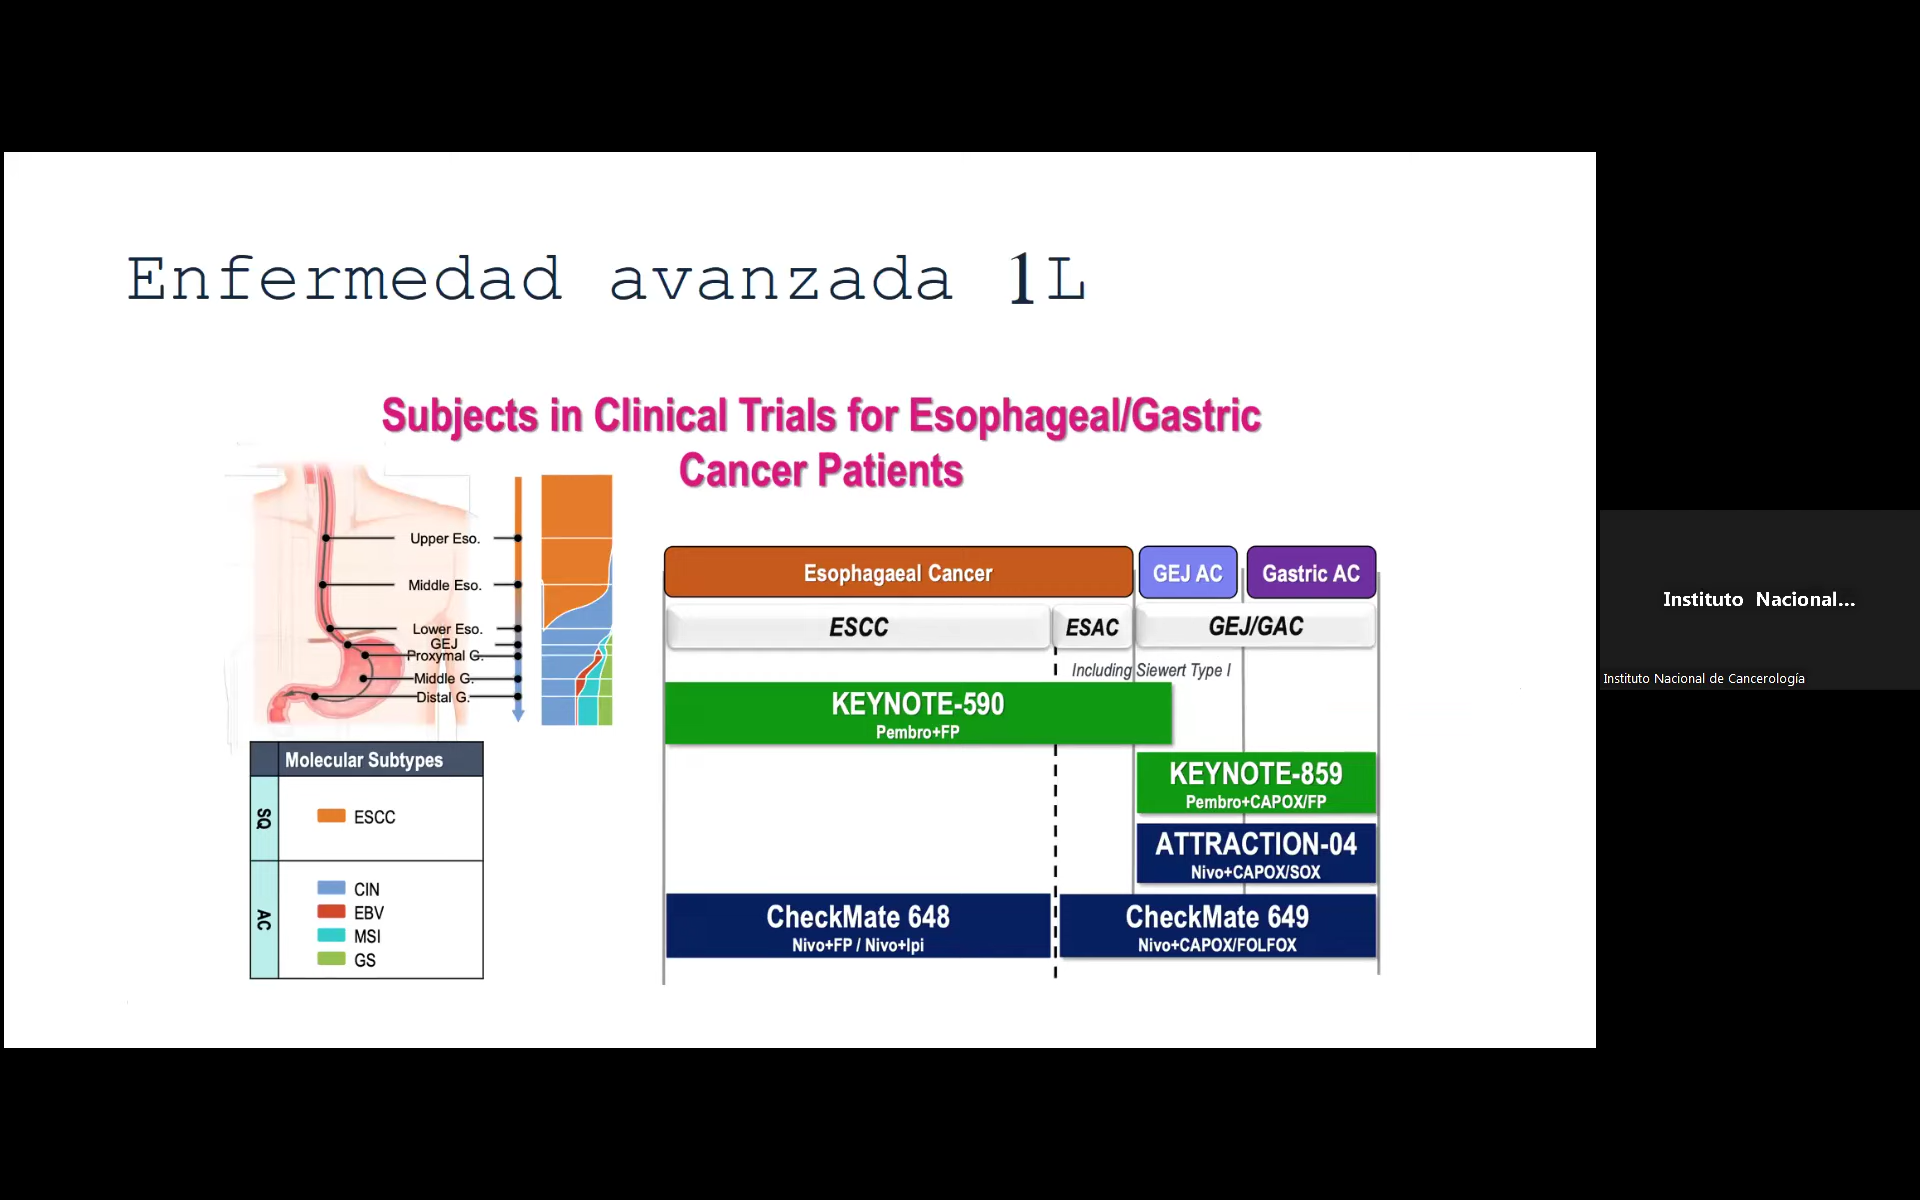 Enfermedad avanzada 1L
Subjects in Clinical Trials for Esophageal/Gastric
Cancer Patients
Upper Eso.
Middle Eso.
Lower Eso.
GEJ
Proxymal G.
Middle G.
Distal G.
Molecular Subtypes
SQ
ESCC
AC
CIN
EBV
MSI
GS
Esophagaeal Cancer
GEJ AC
Gastric AC
ESCC
ESAC
GEJ/GAC
Including Siewert Type I
KEYNOTE-590
Pembro+FP
KEYNOTE-859
Pembro+CAPOX/FP
ATTRACTION-04
Nivo+CAPOX/SOX
CheckMate 648
Nivo+FP / Nivo+Ipi
CheckMate 649
Nivo+CAPOX/FOLFOX
Instituto Nacional...
Instituto Nacional de Cancerología